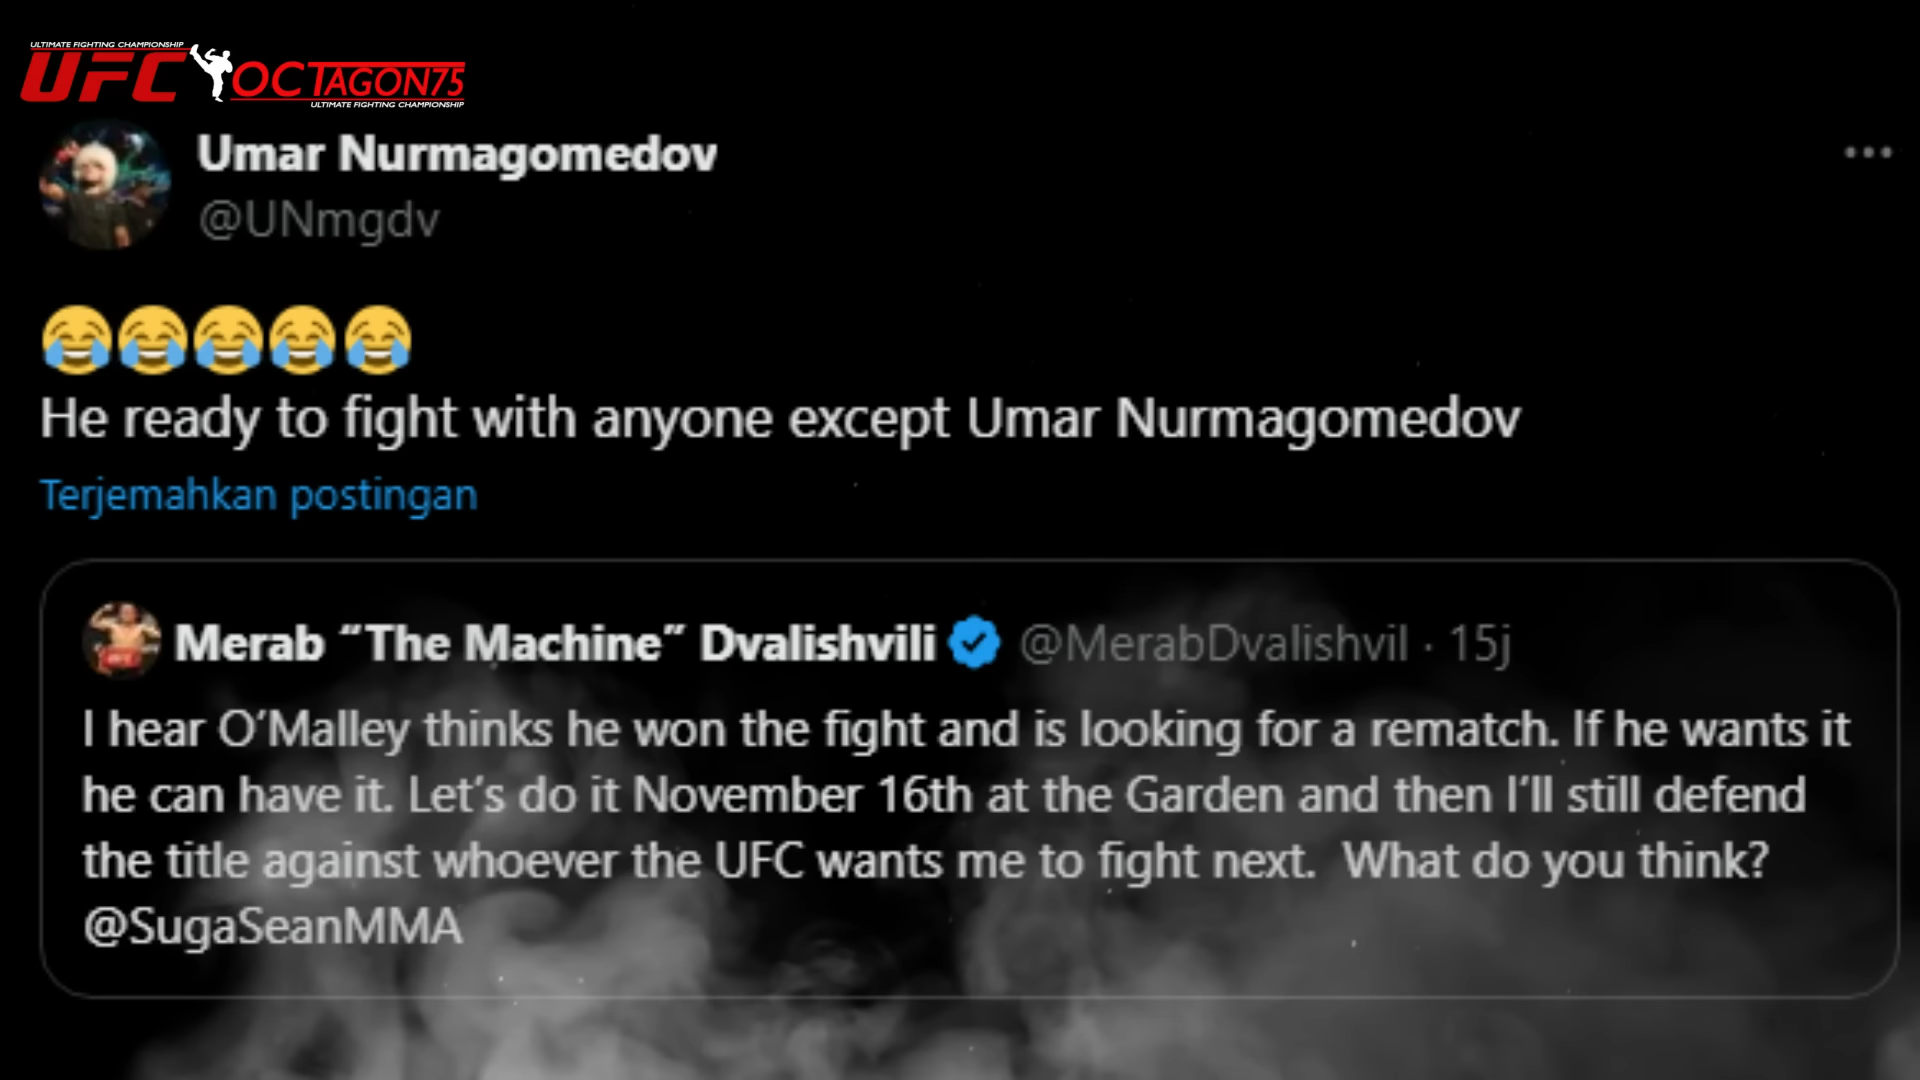 ULTIMATE FIGHTING CHAMPIONSHIP
UFC OCTAGON75
ULTIMATE FIGHTING CHAMPIONSHIP
Umar Nurmagomedov
@UNmgdv
😂😂😂😂😂
He ready to fight with anyone except Umar Nurmagomedov
Terjemahkan postingan
Merab “The Machine” Dvalishvili @MerabDvalishvil · 15j
I hear O’Malley thinks he won the fight and is looking for a rematch. If he wants it
he can have it. Let’s do it November 16th at the Garden and then I’ll still defend
the title against whoever the UFC wants me to fight next.  What do you think?
@SugaSeanMMA